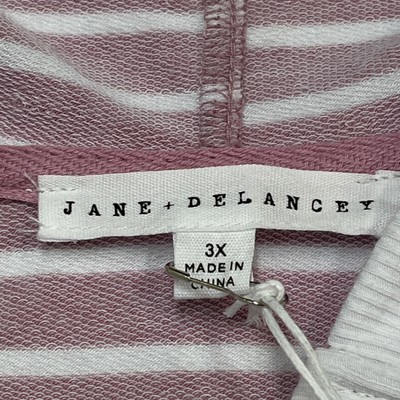 JANE + DELANCEY
3X
MADE IN
CHINA